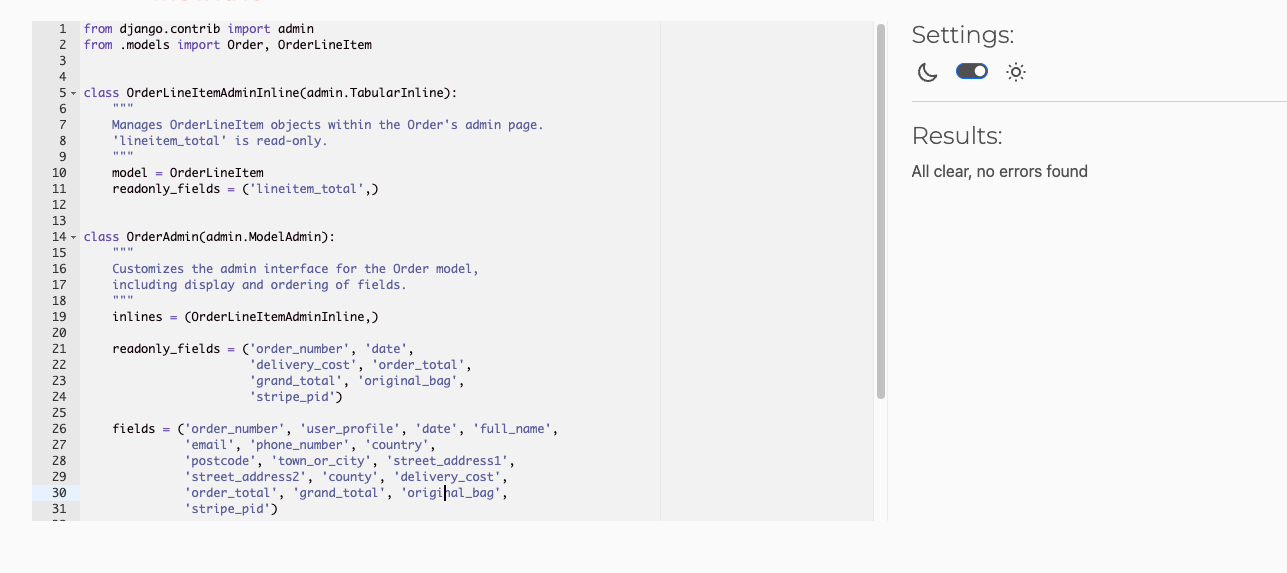 1 from django.contrib import admin
2 from .models import Order, OrderLineItem
3
4
5 class OrderLineItemAdminInline(admin.TabularInline):
6     """
7     Manages OrderLineItem objects within the Order's admin page.
8     'lineitem_total' is read-only.
9     """
10     model = OrderLineItem
11     readonly_fields = ('lineitem_total',)
12
13
14 class OrderAdmin(admin.ModelAdmin):
15     """
16     Customizes the admin interface for the Order model,
17     including display and ordering of fields.
18     """
19     inlines = (OrderLineItemAdminInline,)
20
21     readonly_fields = ('order_number', 'date',
22                        'delivery_cost', 'order_total',
23                        'grand_total', 'original_bag',
24                        'stripe_pid')
25
26     fields = ('order_number', 'user_profile', 'date', 'full_name',
27               'email', 'phone_number', 'country',
28               'postcode', 'town_or_city', 'street_address1',
29               'street_address2', 'county', 'delivery_cost',
30               'order_total', 'grand_total', 'original_bag',
31               'stripe_pid')
Settings:
Results:
All clear, no errors found